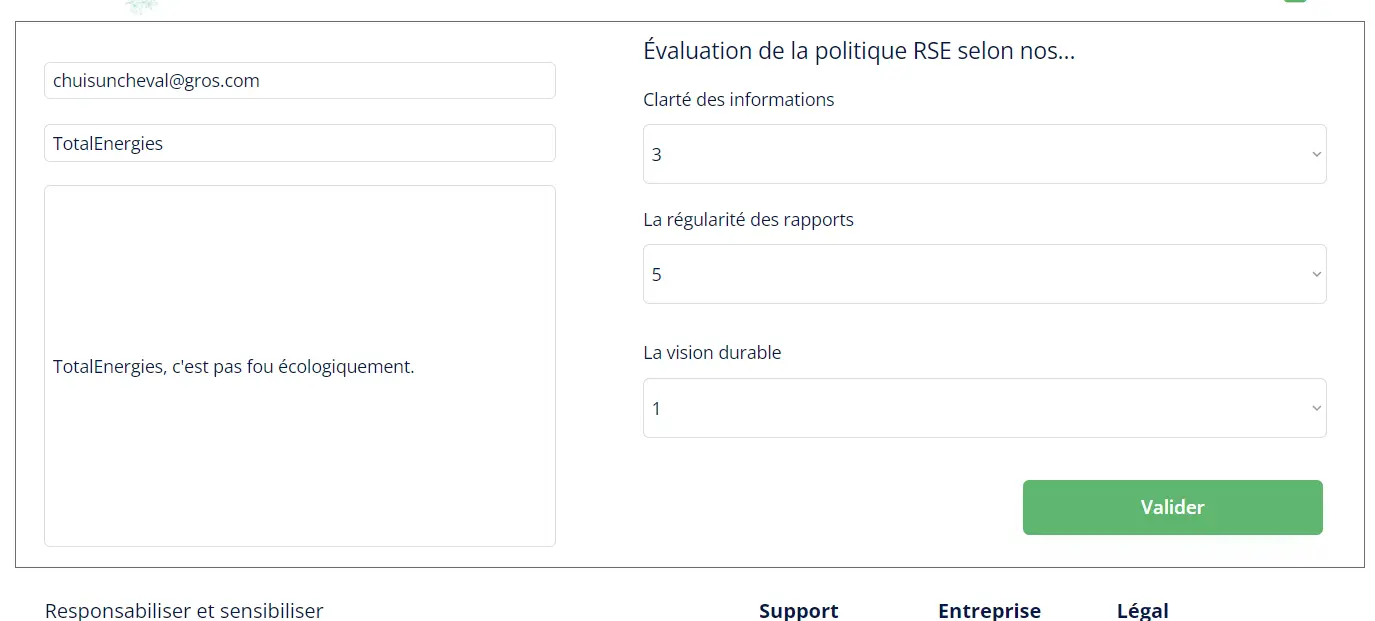 chuisuncheval@gros.com
TotalEnergies
TotalEnergies, c'est pas fou écologiquement.
Évaluation de la politique RSE selon nos...
Clarté des informations
3
La régularité des rapports
5
La vision durable
1
Valider
Responsabiliser et sensibiliser
Support
Entreprise
Légal